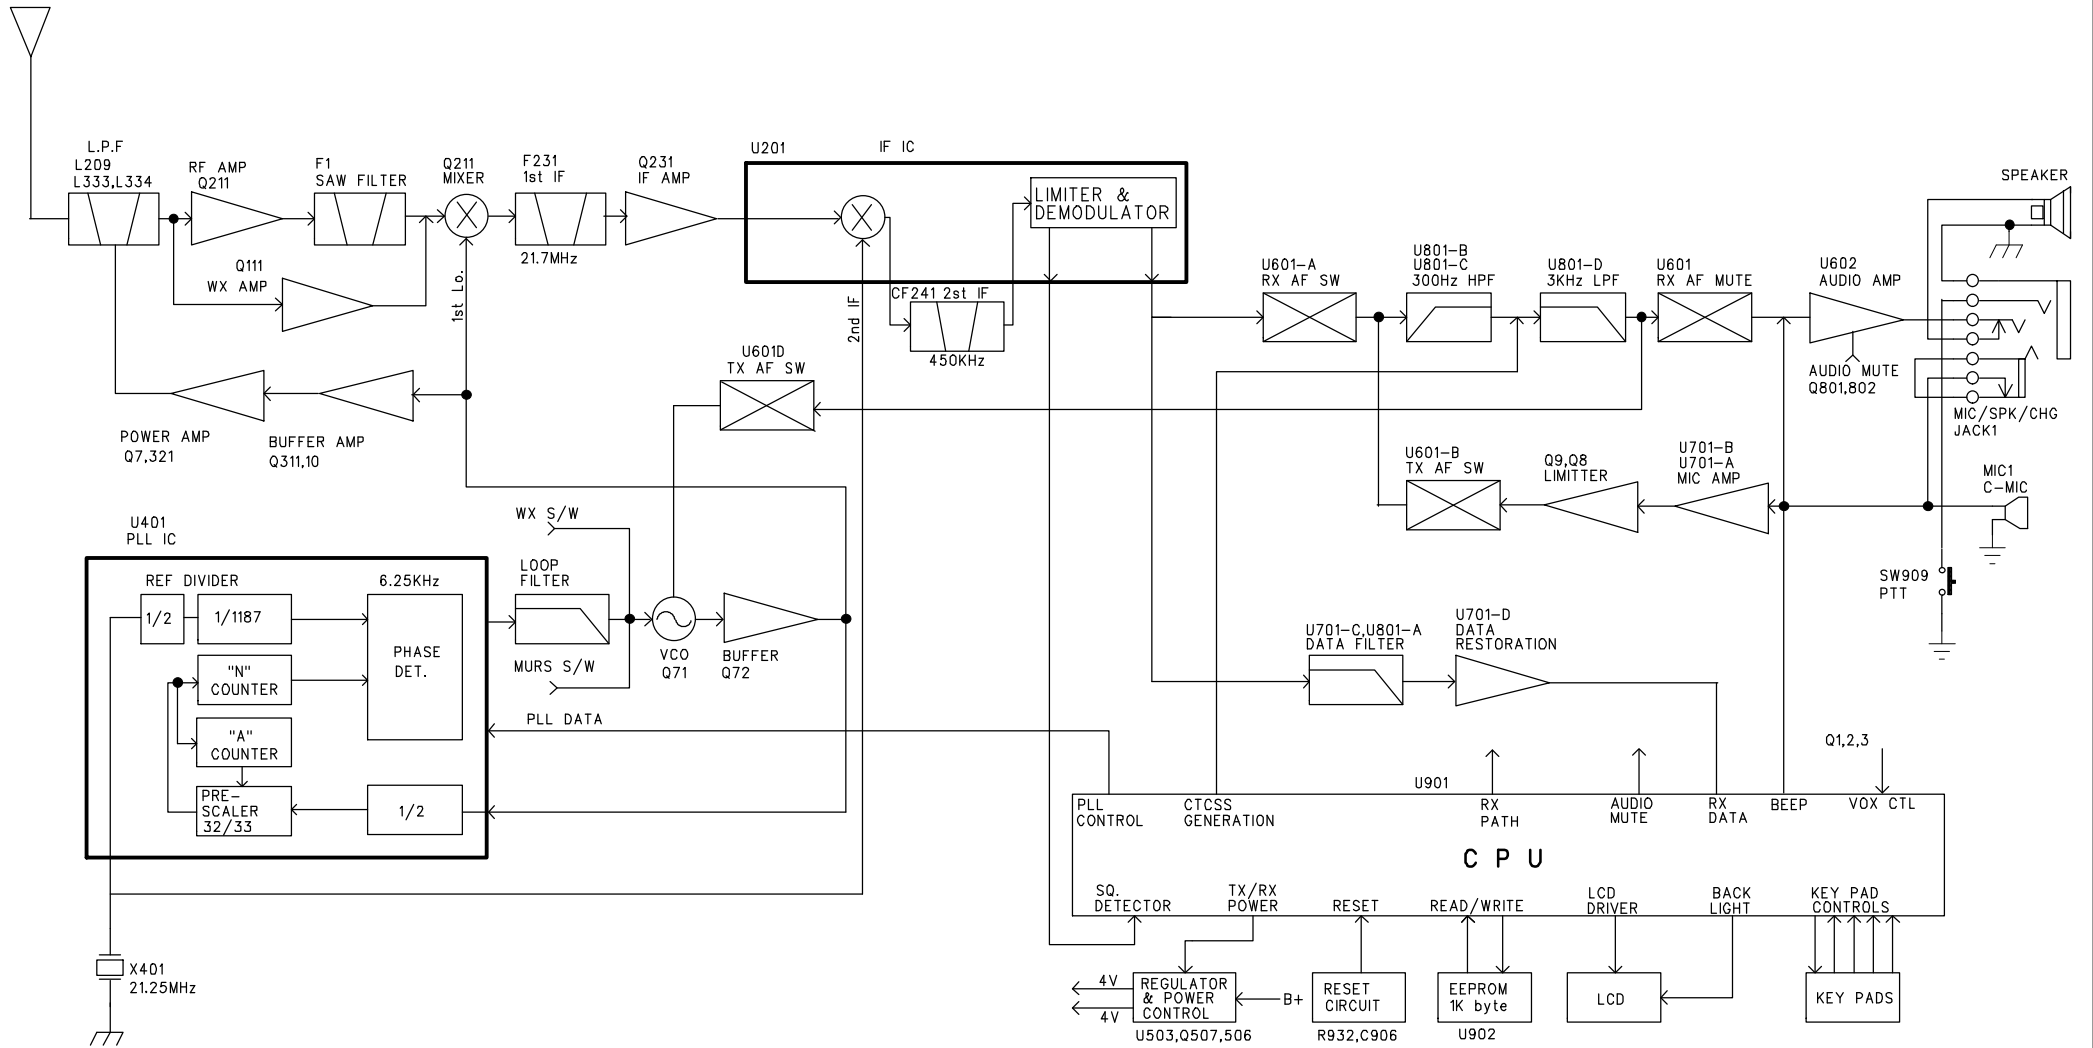 L.P.F
L209
L333,L334
RF AMP
Q211
F1
SAW FILTER
Q211
MIXER
F231
1st IF
21.7MHz
Q231
IF AMP
U201
IF IC
LIMITER &
DEMODULATOR
Q111
WX AMP
1st Lo.
2nd IF
CF241 2st IF
450KHz
U601-A
RX AF SW
U801-B
U801-C
300Hz HPF
U801-D
3KHz LPF
U601
RX AF MUTE
U602
AUDIO AMP
SPEAKER
AUDIO MUTE
Q801,802
MIC/SPK/CHG
JACK1
U601D
TX AF SW
POWER AMP
Q7,321
BUFFER AMP
Q311,10
U601-B
TX AF SW
Q9,Q8
LIMITTER
U701-B
U701-A
MIC AMP
MIC1
C-MIC
SW909
PTT
U401
PLL IC
REF DIVIDER
6.25KHz
1/2
1/1187
"N"
COUNTER
"A"
COUNTER
PRE-
SCALER
32/33
1/2
PHASE
DET.
WX S/W
LOOP
FILTER
MURS S/W
VCO
Q71
BUFFER
Q72
PLL DATA
U701-C,U801-A
DATA FILTER
U701-D
DATA
RESTORATION
Q1,2,3
U901
PLL
CONTROL
CTCSS
GENERATION
RX
PATH
AUDIO
MUTE
RX
DATA
BEEP
VOX CTL
C P U
SQ.
DETECTOR
TX/RX
POWER
RESET
READ/WRITE
LCD
DRIVER
BACK
LIGHT
KEY PAD
CONTROLS
X401
21.25MHz
4V
4V
REGULATOR
& POWER
CONTROL
B+
U503,Q507,506
RESET
CIRCUIT
R932,C906
EEPROM
1K byte
U902
LCD
KEY PADS